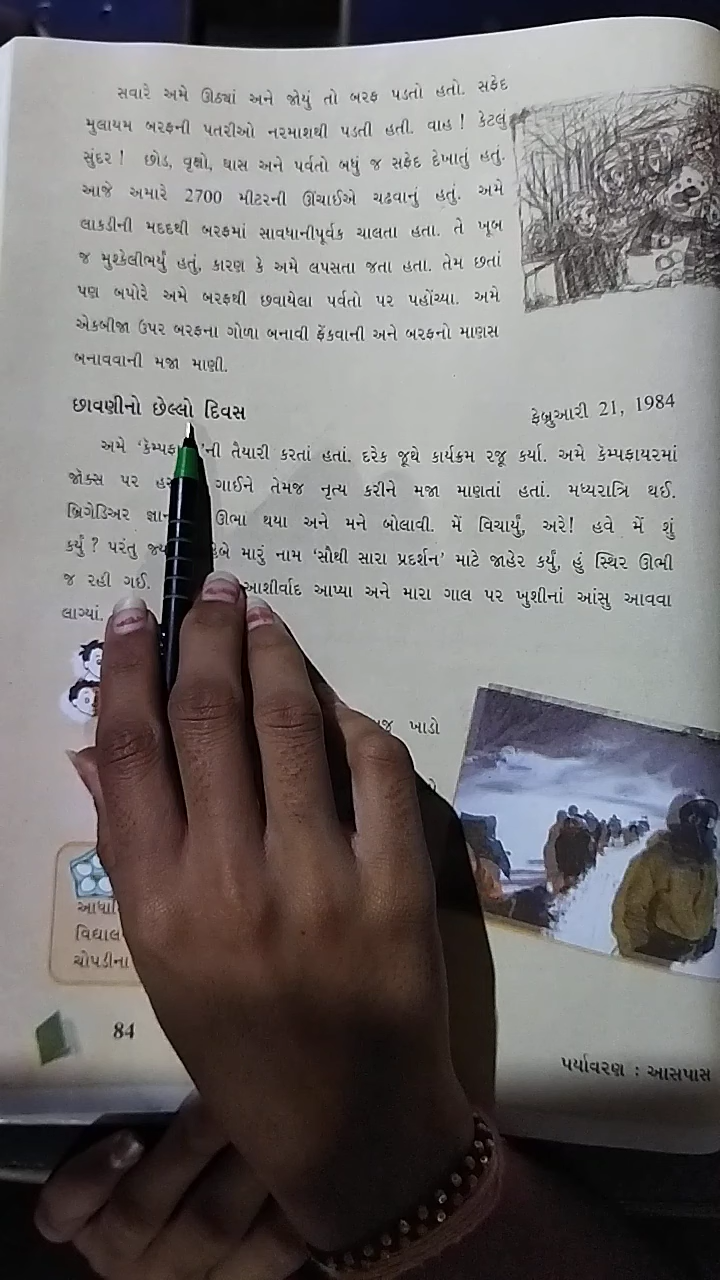 સવારે અમે ઊઠ્યાં અને જોયું તો બરફ પડતો હતો. સફેદ
મુલાયમ બરફની પતરીઓ નરમાશથી પડતી હતી. વાહ ! કેટલું
સુંદર ! છોડ, વૃક્ષો, ઘાસ અને પર્વતો બધું જ સફેદ દેખાતું હતું.
આજે અમારે 2700 મીટરની ઊંચાઈએ ચઢવાનું હતું. અમે
લાકડીની મદદથી બરફમાં સાવધાનીપૂર્વક ચાલતા હતા. તે ખૂબ
જ મુશ્કેલીભર્યું હતું, કારણ કે અમે લપસતા જતા હતા. તેમ છતાં
પણ બપોરે અમે બરફથી છવાયેલા પર્વતો પર પહોંચ્યા. અમે
એકબીજા ઉપર બરફના ગોળા બનાવી ફેંકવાની અને બરફનો માણસ
બનાવવાની મજા માણી.
છાવણીનો છેલ્લો દિવસ
ફેબ્રુઆરી 21, 1984
અમે ની તૈયારી કરતાં હતાં. દરેક જૂથે કાર્યક્રમ રજૂ કર્યા. અમે કૅમ્પફાયરમાં
જૉક્સ પર ગાઈને તેમજ નૃત્ય કરીને મજા માણતાં હતાં. મધ્યરાત્રિ થઈ.
બ્રિગેડિઅર ઊભા થયા અને મને બોલાવી. મેં વિચાર્યું, અરે! હવે મેં શું
કર્યું ? પરંતુ મારું નામ ‘સૌથી સારા પ્રદર્શન’ માટે જાહેર કર્યું, હું સ્થિર ઊભી
જ રહી ગઈ. આશીર્વાદ આપ્યા અને મારા ગાલ પર ખુશીનાં આંસુ આવવા
લાગ્યાં.
ખાડો
84
પર્યાવરણ : આસપાસ